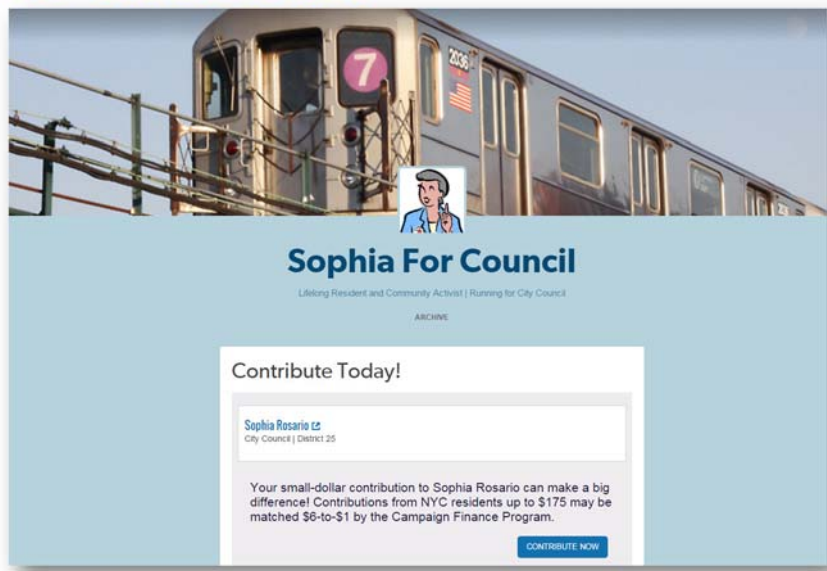 7
2036
Sophia For Council
Lifelong Resident and Community Activist | Running for City Council
ARCHIVE
Contribute Today!
Sophia Rosario
City Council | District 25
Your small-dollar contribution to Sophia Rosario can make a big
difference! Contributions from NYC residents up to $175 may be
matched $6-to-$1 by the Campaign Finance Program.
CONTRIBUTE NOW